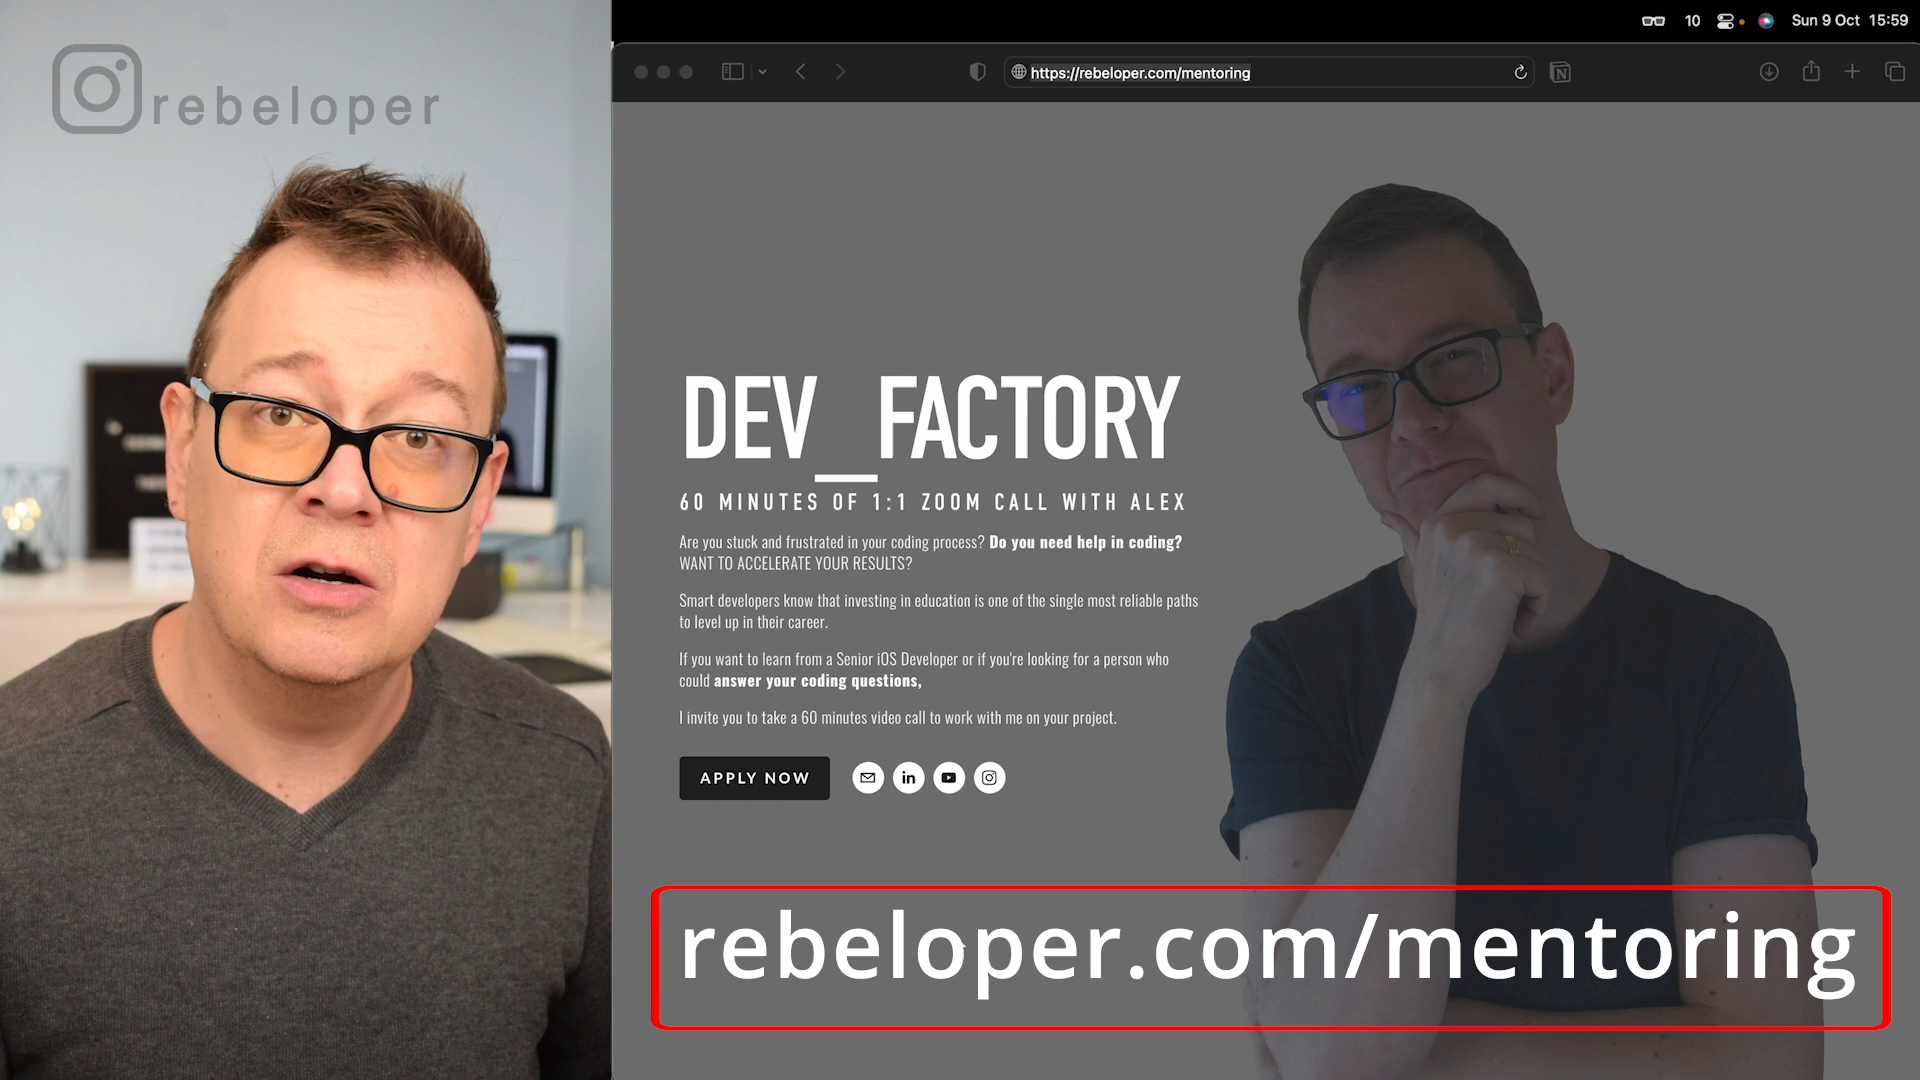 rebeloper
10 Sun 9 Oct 15:59
https://rebeloper.com/mentoring
DEV_FACTORY
60 MINUTES OF 1:1 ZOOM CALL WITH ALEX
Are you stuck and frustrated in your coding process? Do you need help in coding?
WANT TO ACCELERATE YOUR RESULTS?
Smart developers know that investing in education is one of the single most reliable paths
to level up in their career.
If you want to learn from a Senior iOS Developer or if you're looking for a person who
could answer your coding questions,
I invite you to take a 60 minutes video call to work with me on your project.
APPLY NOW
in
rebeloper.com/mentoring